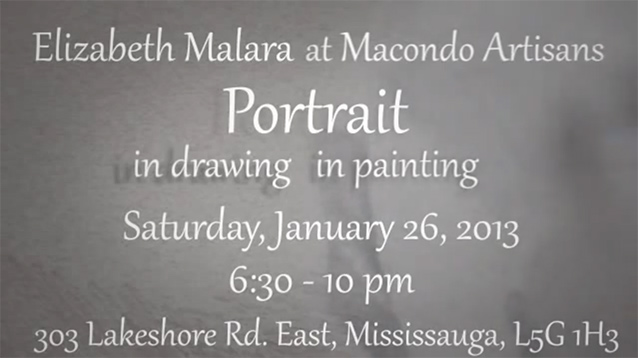 Elizabeth Malara at Macondo Artisans
Portrait
in drawing in painting
Saturday, January 26, 2013
6:30 - 10 pm
303 Lakeshore Rd. East, Mississauga, L5G 1H3